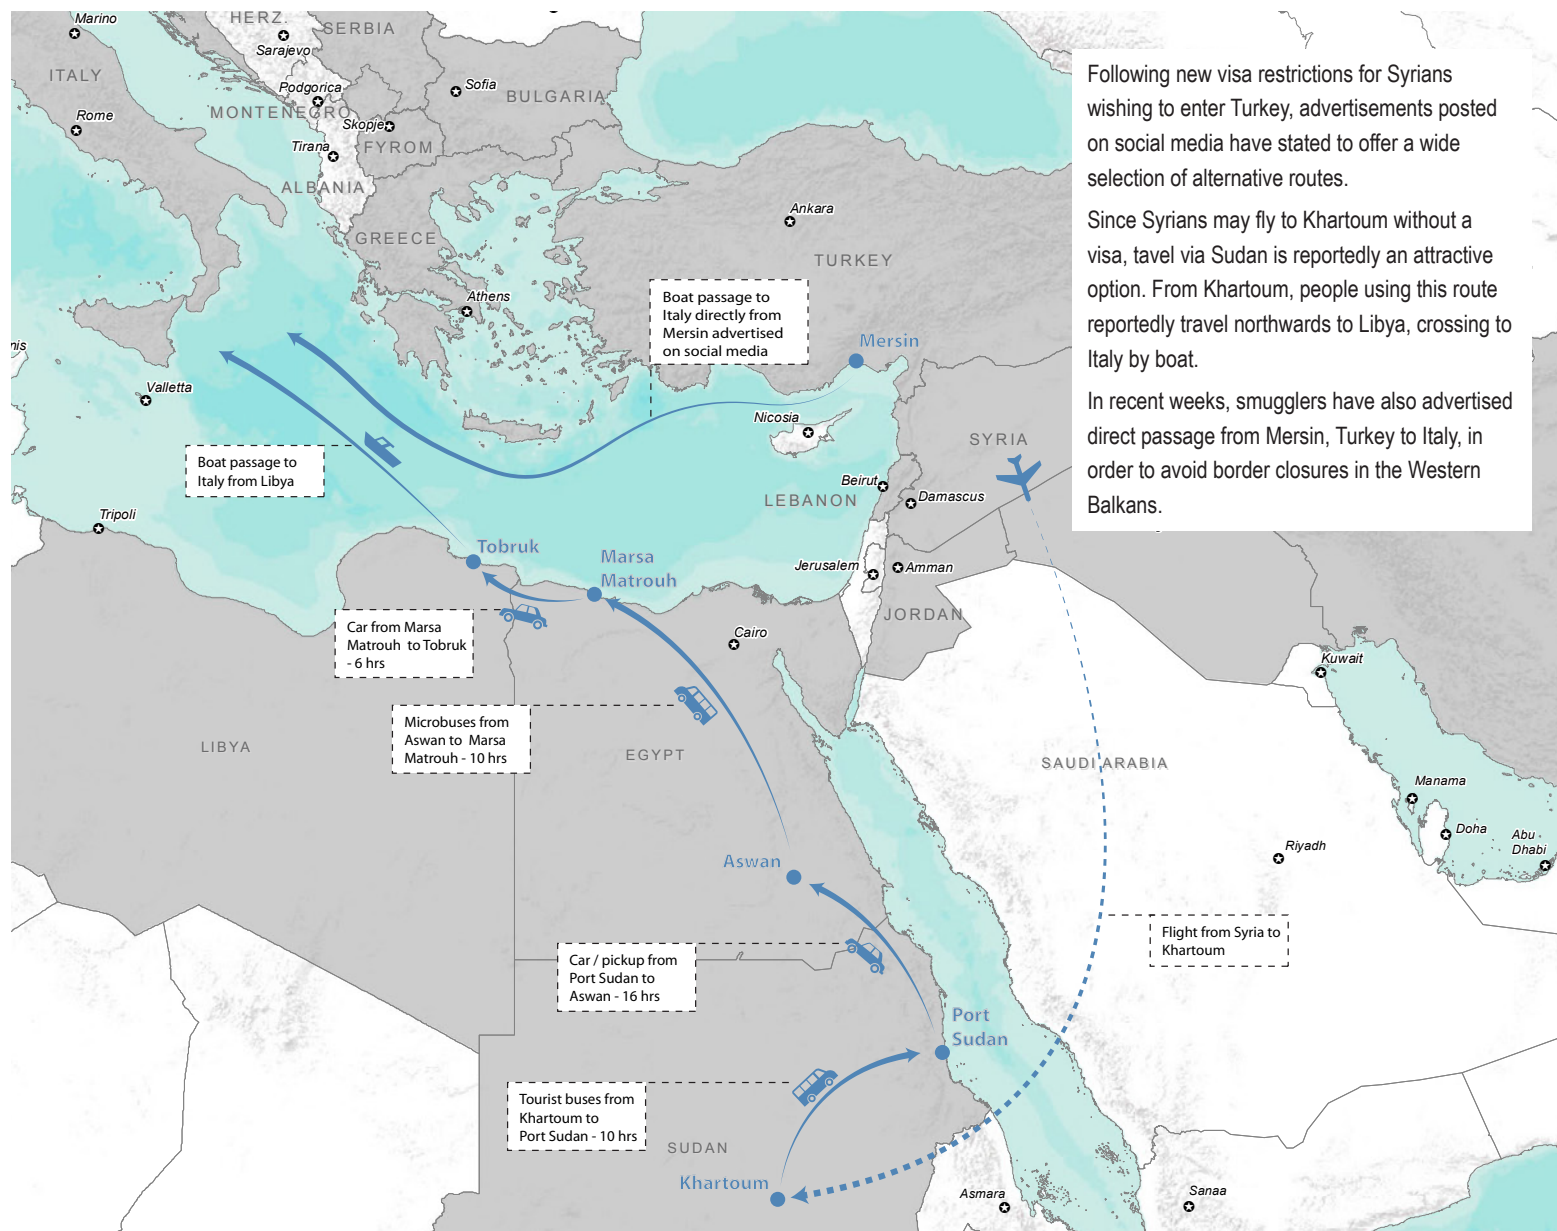 Marino
HERZ.
SERBIA
Sarajevo
ITALY
Podgorica
Sofia
BULGARIA
MONTENEGRO
Rome
Skopje
Tirana
FYROM
ALBANIA
Ankara
GREECE
TURKEY
Athens
Boat passage to
Italy directly from
Mersin advertised
on social media
Mersin
nis
Valletta
Nicosia
SYRIA
Boat passage to
Italy from Libya
Beirut
LEBANON
Damascus
Tripoli
Tobruk
Marsa
Matrouh
Jerusalem
Amman
JORDAN
Cairo
Car from Marsa
Matrouh to Tobruk
- 6 hrs
Kuwait
Microbuses from
Aswan to Marsa
Matrouh - 10 hrs
LIBYA
EGYPT
SAUDI ARABIA
Manama
Doha
Abu
Dhabi
Riyadh
Aswan
Flight from Syria to
Khartoum
Car / pickup from
Port Sudan to
Aswan - 16 hrs
Port
Sudan
Tourist buses from
Khartoum to
Port Sudan - 10 hrs
SUDAN
Khartoum
Asmara
Sanaa
Following new visa restrictions for Syrians
wishing to enter Turkey, advertisements posted
on social media have stated to offer a wide
selection of alternative routes.
Since Syrians may fly to Khartoum without a
visa, tavel via Sudan is reportedly an attractive
option. From Khartoum, people using this route
reportedly travel northwards to Libya, crossing to
Italy by boat.
In recent weeks, smugglers have also advertised
direct passage from Mersin, Turkey to Italy, in
order to avoid border closures in the Western
Balkans.